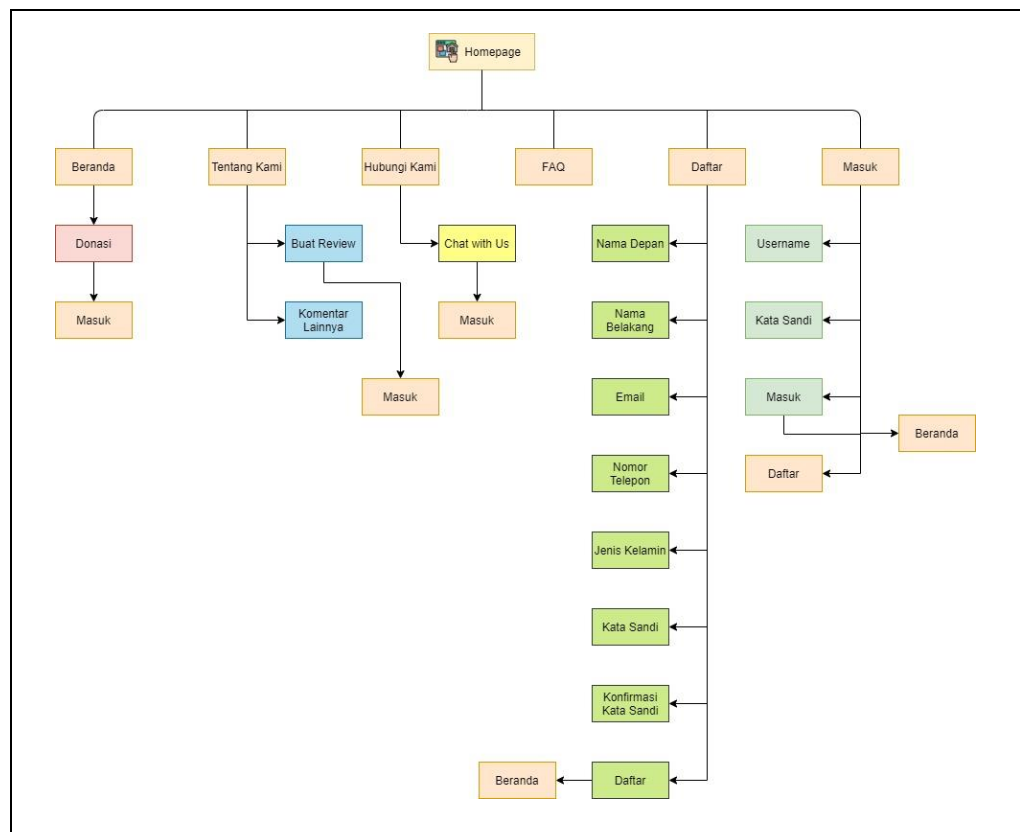 Homepage
Beranda
Tentang Kami
Hubungi Kami
FAQ
Daftar
Masuk
Donasi
Buat Review
Chat with Us
Nama Depan
Username
Masuk
Komentar
Lainnya
Masuk
Nama
Belakang
Kata Sandi
Masuk
Email
Masuk
Beranda
Nomor
Telepon
Daftar
Jenis Kelamin
Kata Sandi
Konfirmasi
Kata Sandi
Beranda
Daftar